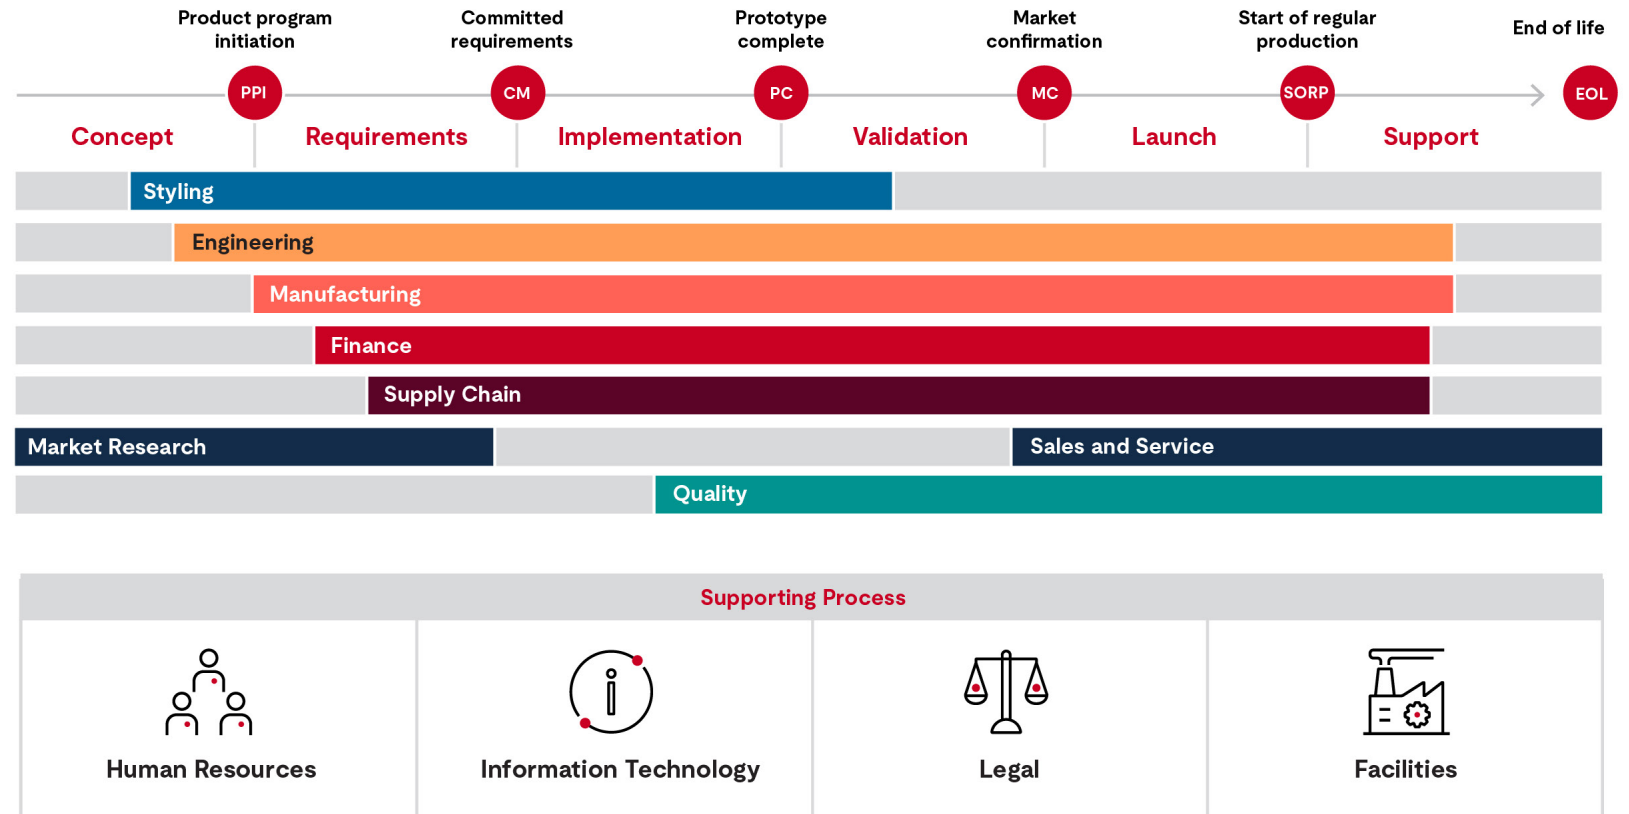 Product program
initiation
Committed
requirements
Prototype
complete
Market
confirmation
Start of regular
production
End of life
PPI
CM
PC
MC
SORP
EOL
Concept
Requirements
Implementation
Validation
Launch
Support
Styling
Engineering
Manufacturing
Finance
Supply Chain
Market Research
Sales and Service
Quality
Supporting Process
Human Resources
Information Technology
Legal
Facilities